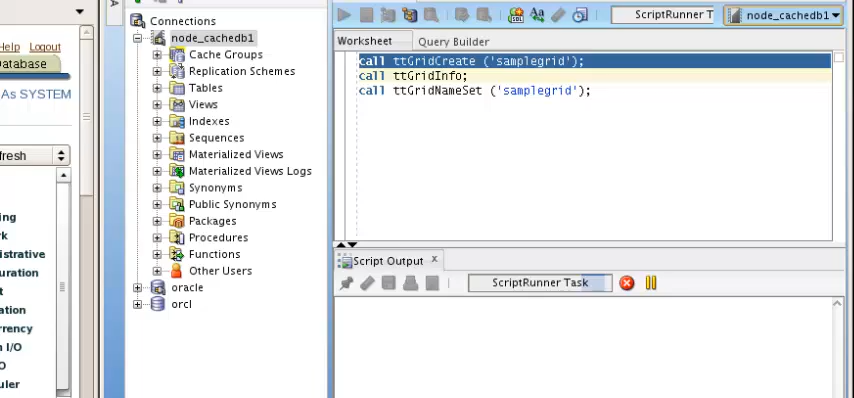 Help Logout
Database
As SYSTEM
fresh
ing
rk
istrative
uration
t
ation
rrency
n I/O
O
uler
A
Connections
node_cachedb1
Cache Groups
Replication Schemes
Tables
Views
Indexes
Sequences
Materialized Views
Materialized Views Logs
Synonyms
Public Synonyms
Packages
Procedures
Functions
Other Users
oracle
orcl
SQL Aa ScriptRunner T node_cachedb1
Worksheet Query Builder
call ttGridCreate ('samplegrid');
call ttGridInfo;
call ttGridNameSet ('samplegrid');
Script Output x
ScriptRunner Task